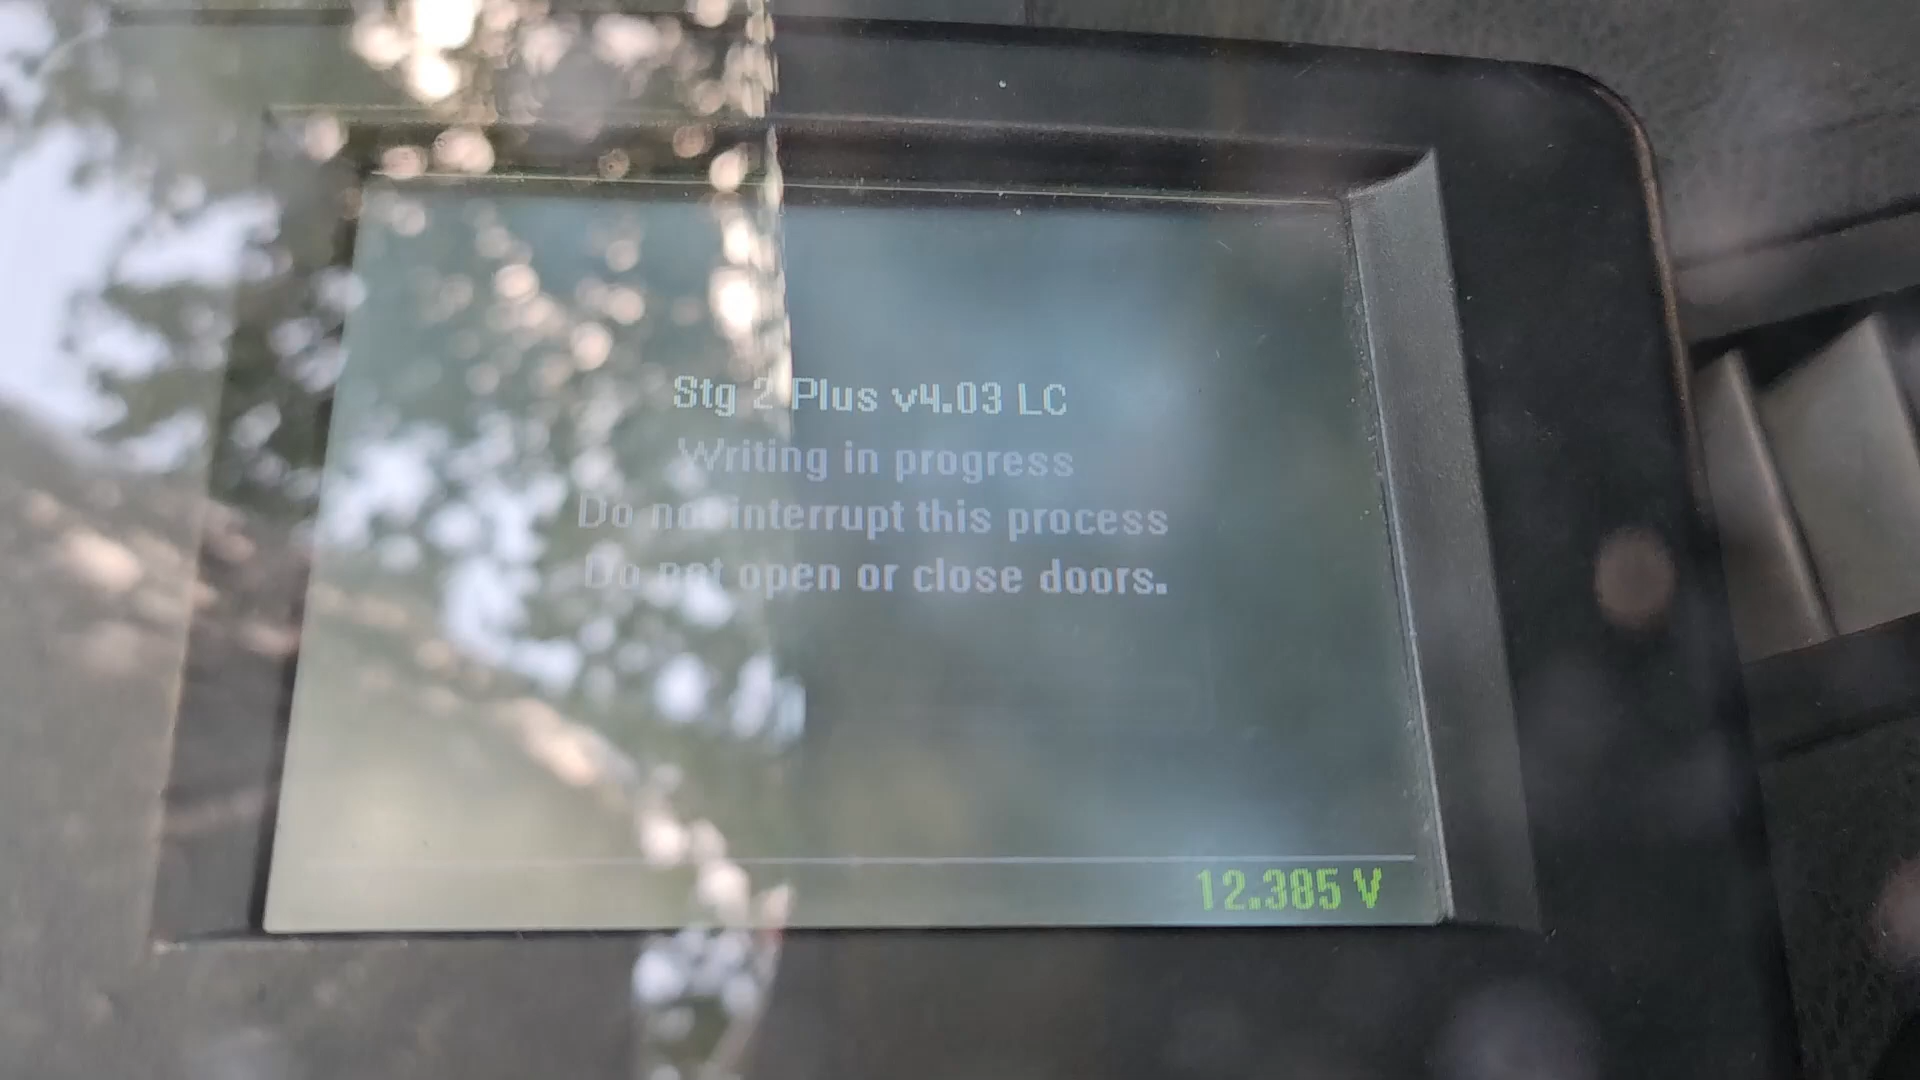 Stg 2 Plus v4.03 LC
Writing in progress
Do not interrupt this process
Do not open or close doors.
12.385 V